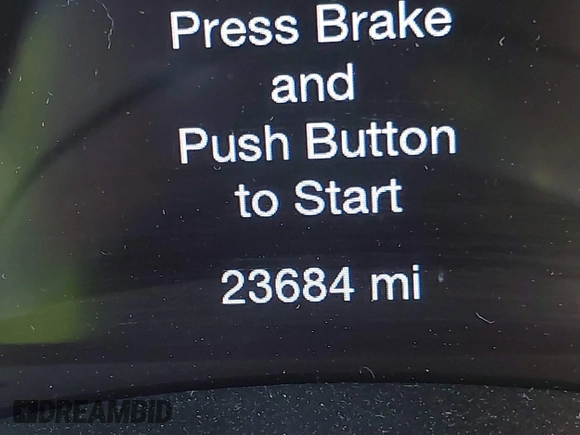 Press Brake
and
Push Button
to Start
23684 mi
DREAMBID